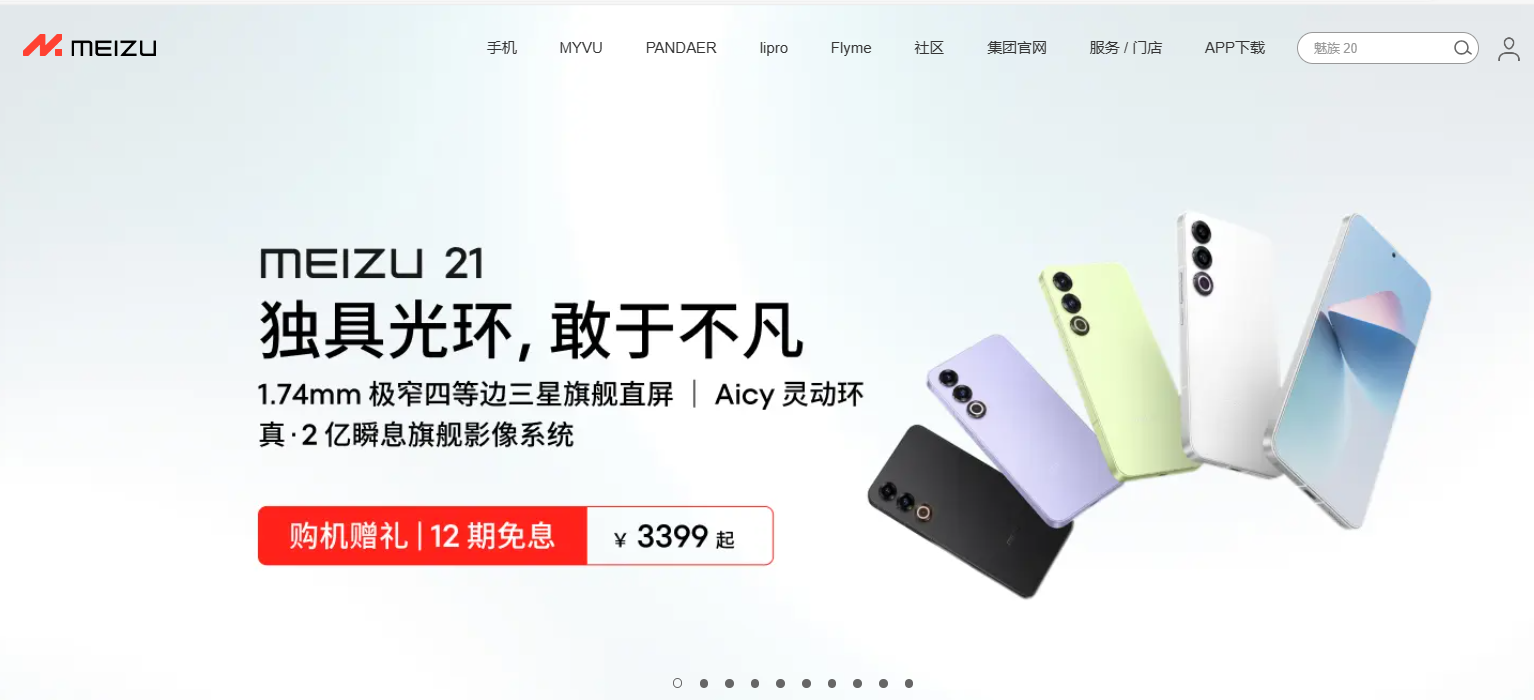 MEIZU
手机
MYVU
PANDAER
lipro
Flyme
社区
集团官网
服务 / 门店
APP下载
魅族 20
MEIZU 21
独具光环, 敢于不凡
1.74mm 极窄四等边三星旗舰直屏 | Aicy 灵动环
真·2 亿瞬息旗舰影像系统
购机赠礼 | 12 期免息
¥ 3399 起